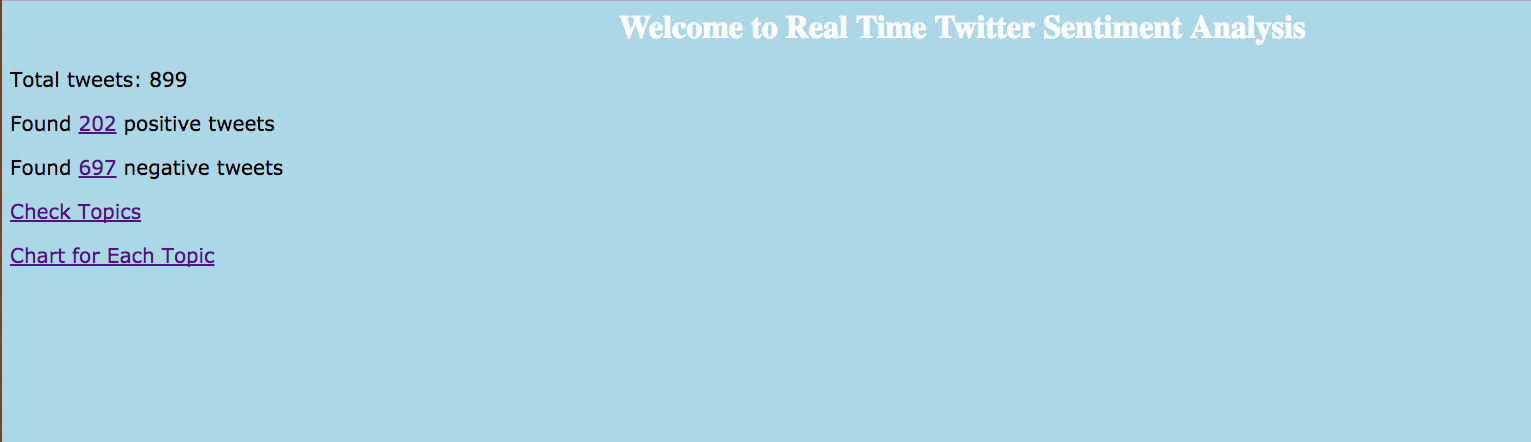 Welcome to Real Time Twitter Sentiment Analysis
Total tweets: 899
Found 202 positive tweets
Found 697 negative tweets
Check Topics
Chart for Each Topic